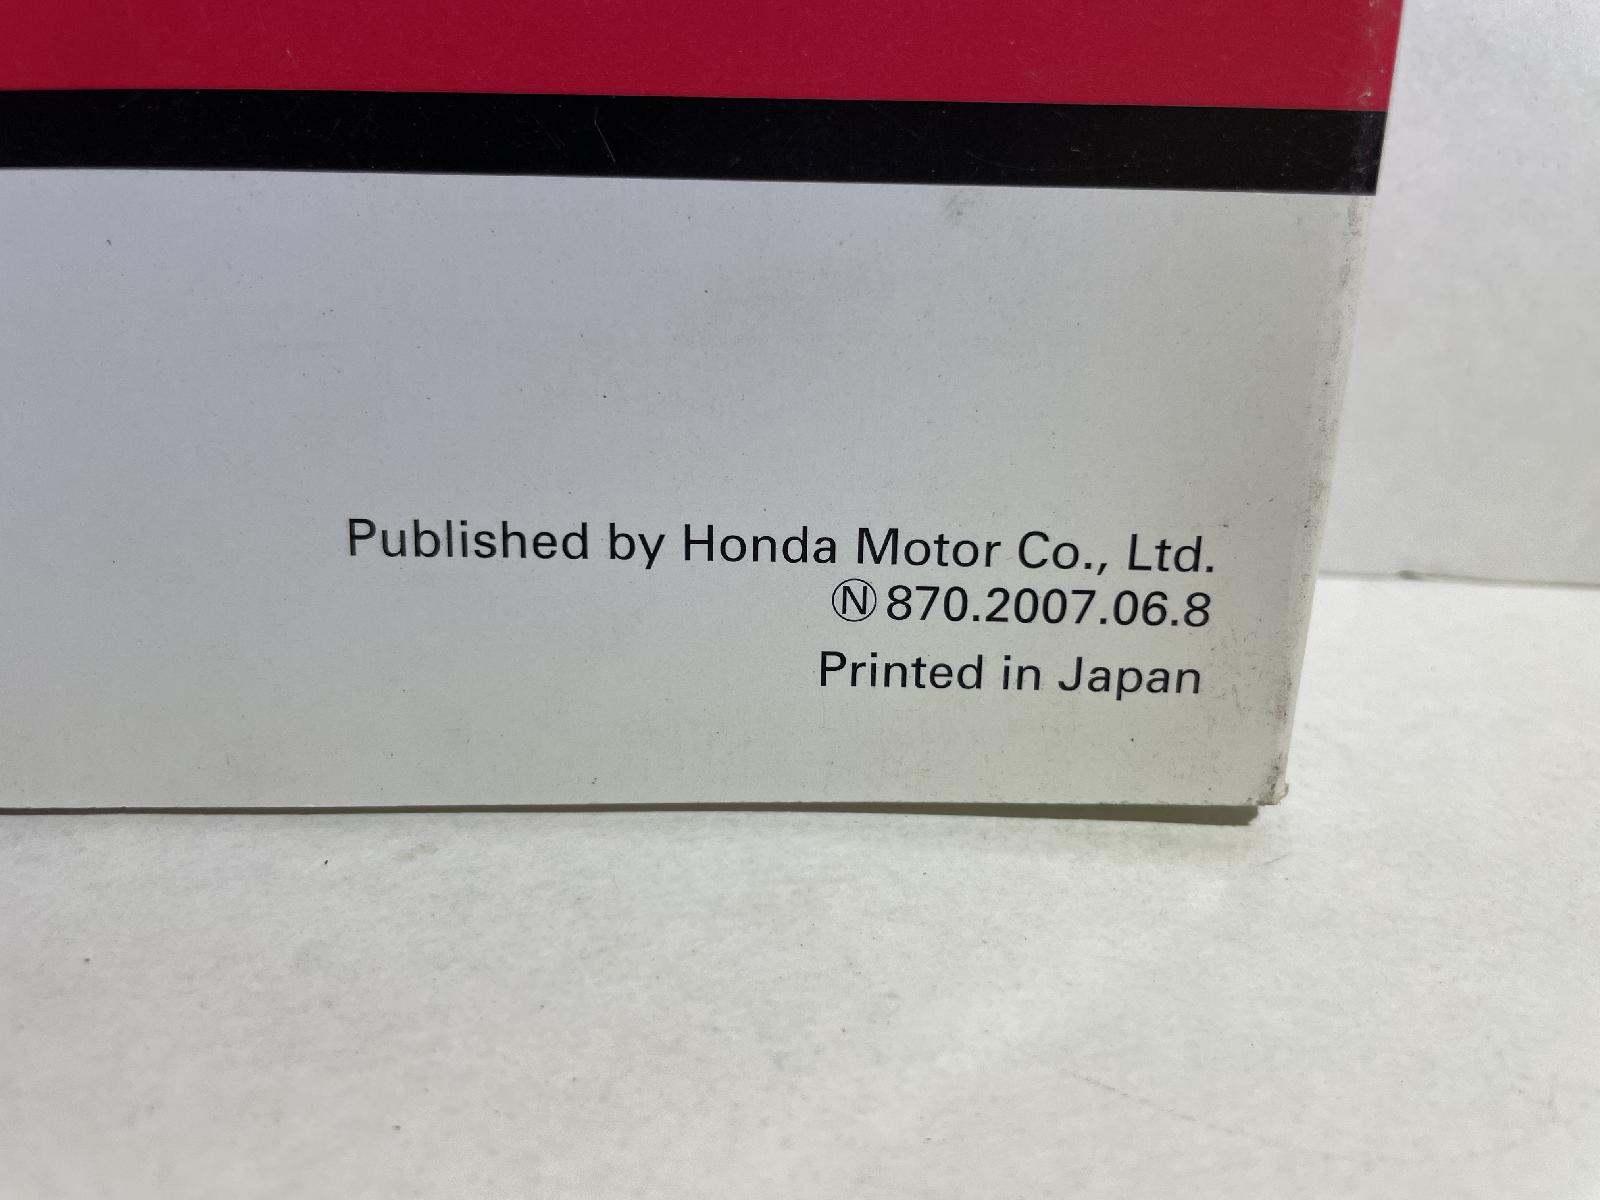 Published by Honda Motor Co., Ltd.
Ⓝ870.2007.06.8
Printed in Japan